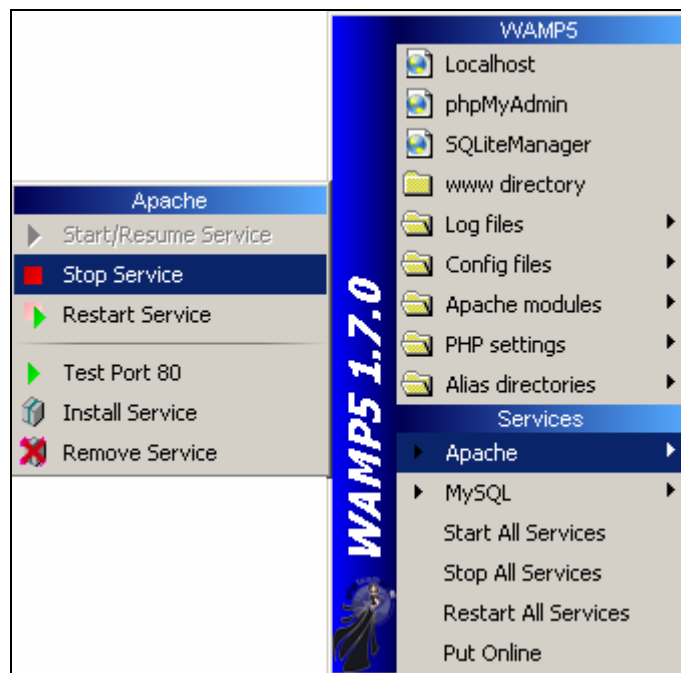 Apache
Start/Resume Service
Stop Service
Restart Service
Test Port 80
Install Service
Remove Service
WAMP5 1.7.0
WAMP5
Localhost
phpMyAdmin
SQLiteManager
www directory
Log files
Config files
Apache modules
PHP settings
Alias directories
Services
Apache
MySQL
Start All Services
Stop All Services
Restart All Services
Put Online